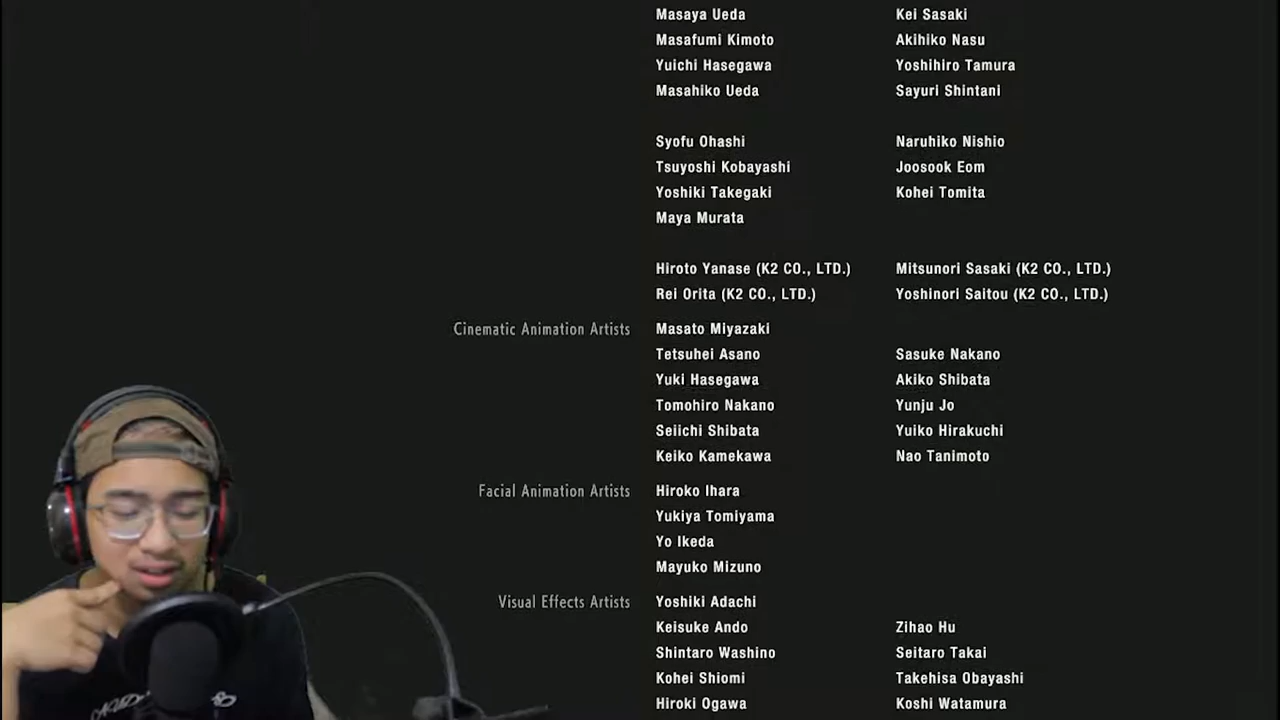 Masaya Ueda Kei Sasaki
Masafumi Kimoto Akihiko Nasu
Yuichi Hasegawa Yoshihiro Tamura
Masahiko Ueda Sayuri Shintani
Syofu Ohashi Naruhiko Nishio
Tsuyoshi Kobayashi Joosook Eom
Yoshiki Takegaki Kohei Tomita
Maya Murata
Hiroto Yanase (K2 CO., LTD.) Mitsunori Sasaki (K2 CO., LTD.)
Rei Orita (K2 CO., LTD.) Yoshinori Saitou (K2 CO., LTD.)
Cinematic Animation Artists Masato Miyazaki
Tetsuhei Asano Sasuke Nakano
Yuki Hasegawa Akiko Shibata
Tomohiro Nakano Yunju Jo
Seiichi Shibata Yuiko Hirakuchi
Keiko Kamekawa Nao Tanimoto
Facial Animation Artists Hiroko Ihara
Yukiya Tomiyama
Yo Ikeda
Mayuko Mizuno
Visual Effects Artists Yoshiki Adachi
Keisuke Ando Zihao Hu
Shintaro Washino Seitaro Takai
Kohei Shiomi Takehisa Obayashi
Hiroki Ogawa Koshi Watamura